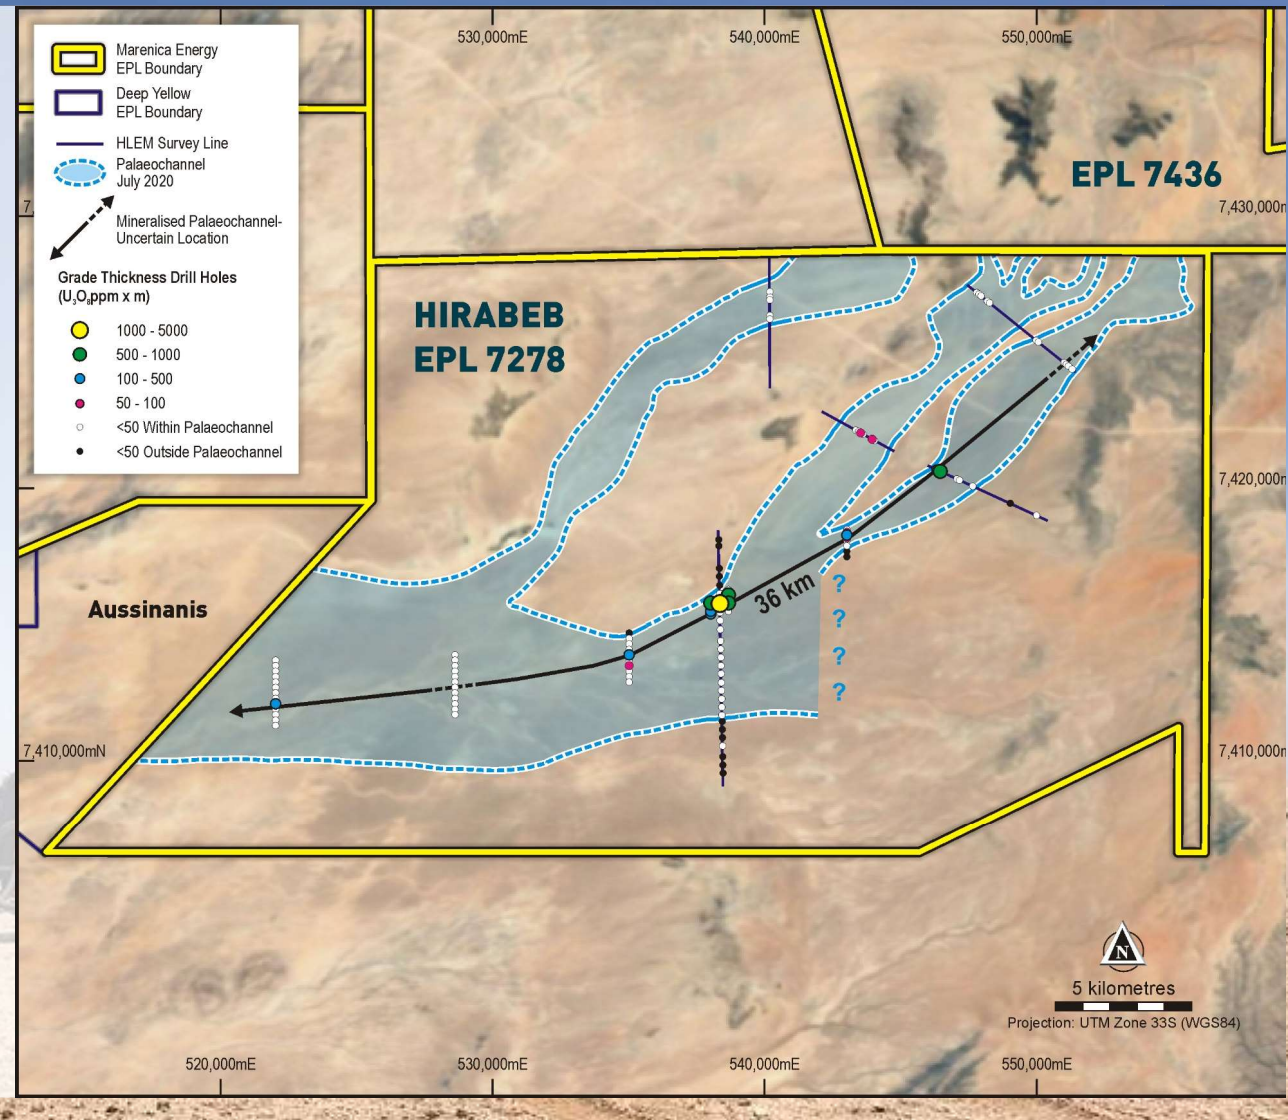 530,000mE
540,000mE
550,000mE
Marenica Energy
EPL Boundary
Deep Yellow
EPL Boundary
HLEM Survey Line
Palaeochannel
July 2020
Mineralised Palaeochannel-
Uncertain Location
Grade Thickness Drill Holes
(U₃O₈ppm x m)
1000 - 5000
500 - 1000
100 - 500
50 - 100
<50 Within Palaeochannel
<50 Outside Palaeochannel
EPL 7436
7,
7,430,000m
HIRABEB
EPL 7278
7,420,000m
Aussinanis
36 km
?
?
?
?
7,410,000mN
7,410,000m
N
5 kilometres
Projection: UTM Zone 33S (WGS84)
520,000mE
530,000mE
540,000mE
550,000mE